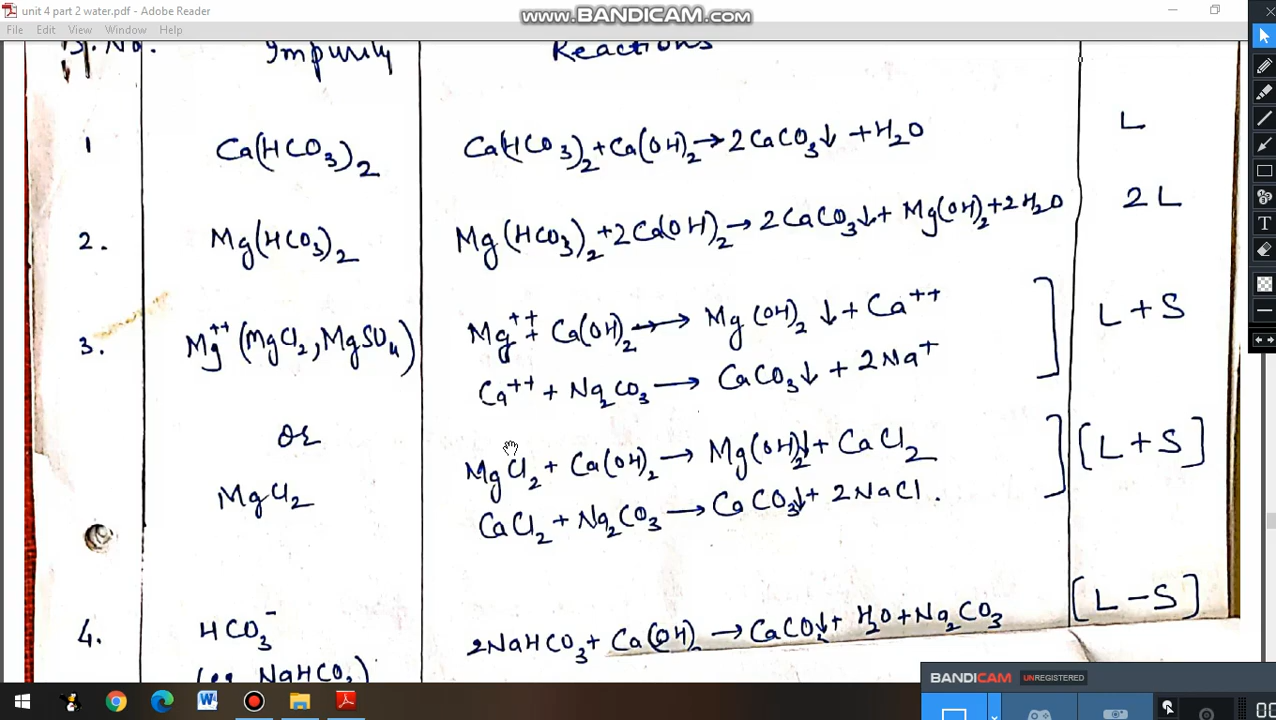 unit 4 part 2 water.pdf - Adobe Reader
www.BANDICAM.com
File Edit View Window Help
Impurity Reactions
1 Ca(HCO₃)₂ Ca(HCO₃)₂ + Ca(OH)₂ → 2CaCO₃↓ + H₂O L
2. Mg(HCO₃)₂ Mg(HCO₃)₂ + 2Ca(OH)₂ → 2CaCO₃↓ + Mg(OH)₂ + 2H₂O 2L
3. Mg⁺⁺(MgCl₂, MgSO₄) Mg⁺⁺ + Ca(OH)₂ → Mg(OH)₂↓ + Ca⁺⁺ ] L+S
Ca⁺⁺ + Na₂CO₃ → CaCO₃↓ + 2Na⁺
or
MgCl₂ MgCl₂ + Ca(OH)₂ → Mg(OH)₂↓ + CaCl₂ ] [L+S]
CaCl₂ + Na₂CO₃ → CaCO₃↓ + 2NaCl.
4. HCO₃⁻ 2NaHCO₃ + Ca(OH)₂ → CaCO₃↓ + H₂O + Na₂CO₃ [L-S]
NaHCO₃)
BANDICAM UNREGISTERED